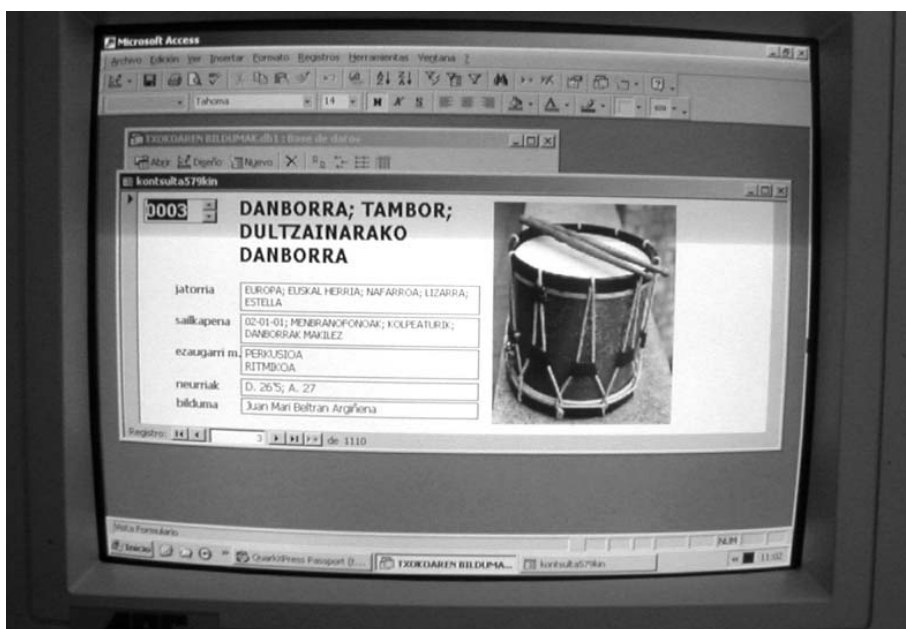 Microsoft Access
Archivo Edición Ver Insertar Formato Registros Herramientas Ventana ?
Tahoma 14 N K S
TXOKOAREN BILDUMAK.db1 : Base de datos
Abrir Diseño Nuevo
kontsulta579kin
0003 DANBORRA; TAMBOR;
DULTZAINARAKO
DANBORRA
jatorria EUROPA; EUSKAL HERRIA; NAFARROA; LIZARRA;
ESTELLA
sailkapena 02-01-01; MENBRANOFONOAK; KOLPEATURIK;
DANBORRAK MAKILEZ
ezaugarri m. PERKUSIOA
RITMIKOA
neurriak D. 26'5; A. 27
bilduma Juan Mari Beltran Argiñena
Registro: 3 de 1110
Vista Formulario NUM
Inicio QuarkXPress Passport TXOKOAREN BILDUMA... kontsulta579kin 11:02